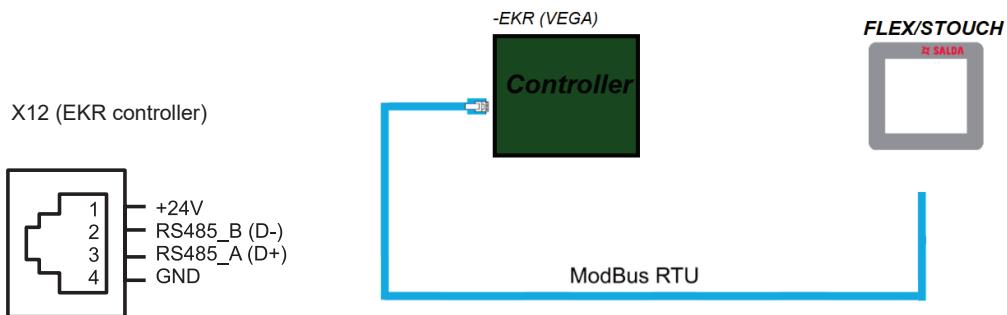 -EKR (VEGA)
FLEX/STOUCH
SALDA
Controller
X12 (EKR controller)
1 +24V
2 RS485_B (D-)
3 RS485_A (D+)
4 GND
ModBus RTU